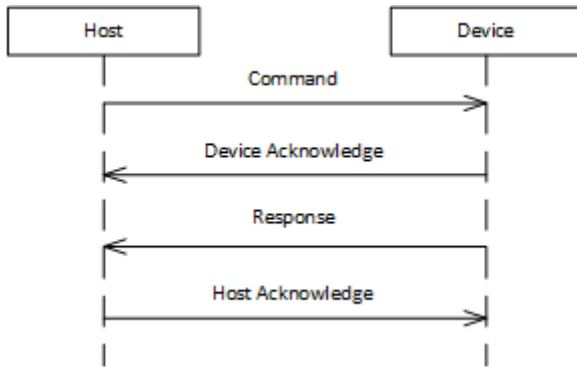 Host
Device
Command
Device Acknowledge
Response
Host Acknowledge